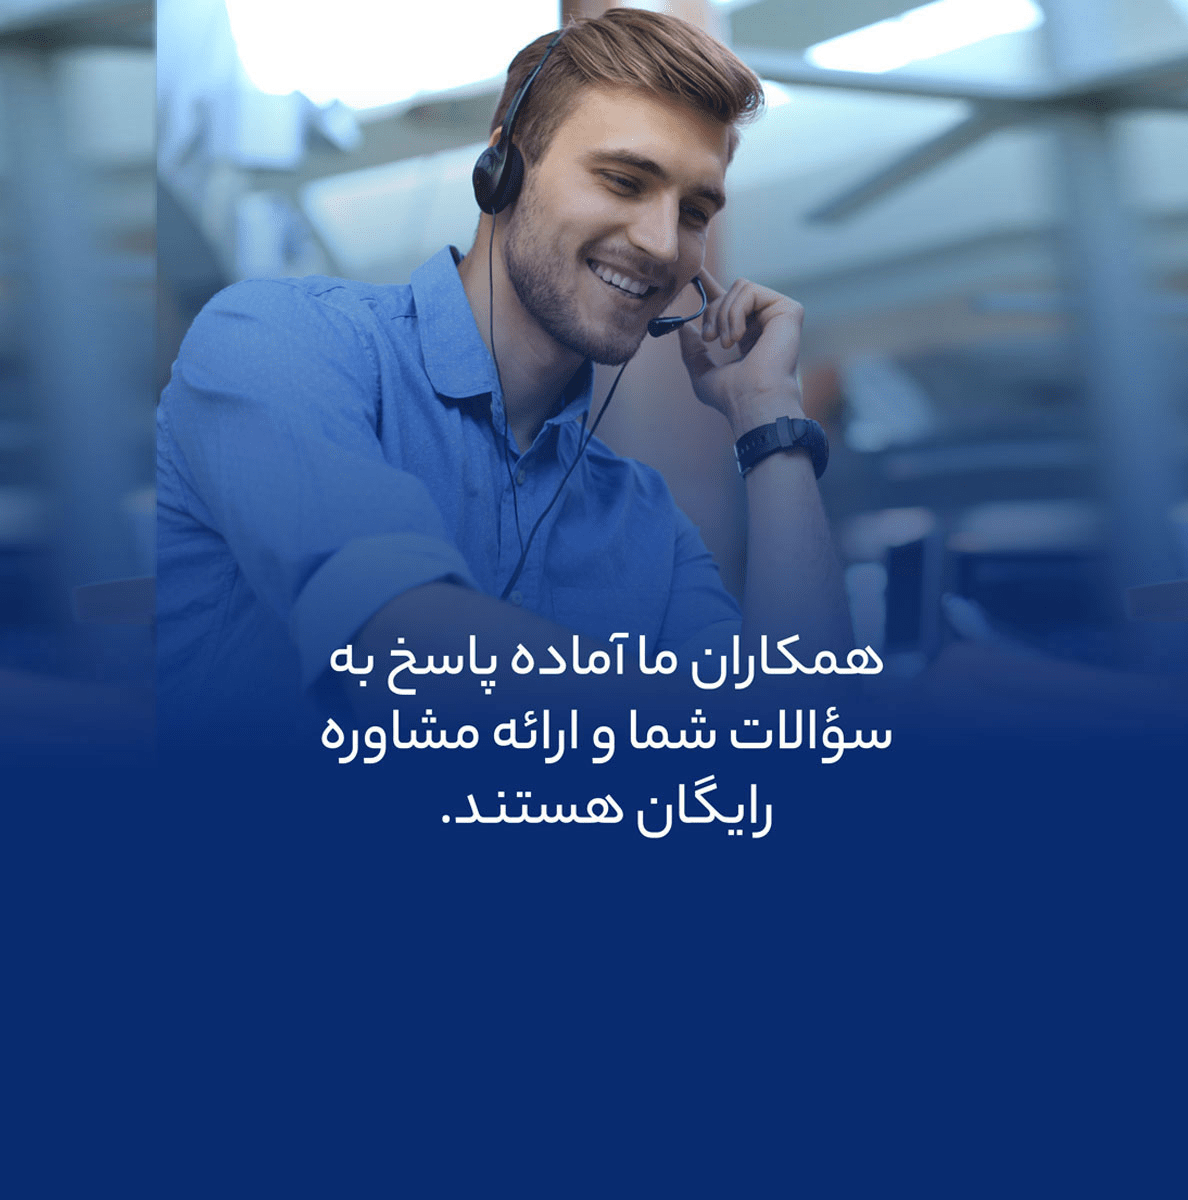 همکاران ما آماده پاسخ به
سؤالات شما و ارائه مشاوره
رایگان هستند.